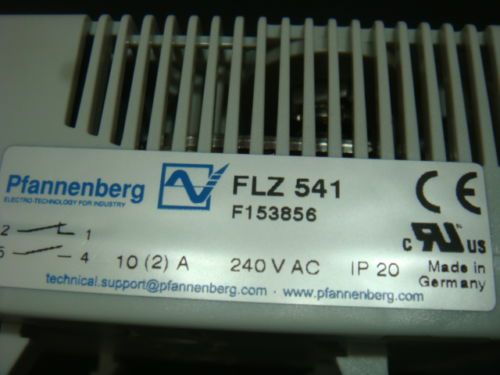 Pfannenberg
ELECTRO-TECHNOLOGY FOR INDUSTRY
FLZ 541
F153856
CE
c RU US
2 1
5 4
10 (2) A 240 V AC IP 20
Made in
Germany
technical.support@pfannenberg.com · www.pfannenberg.com